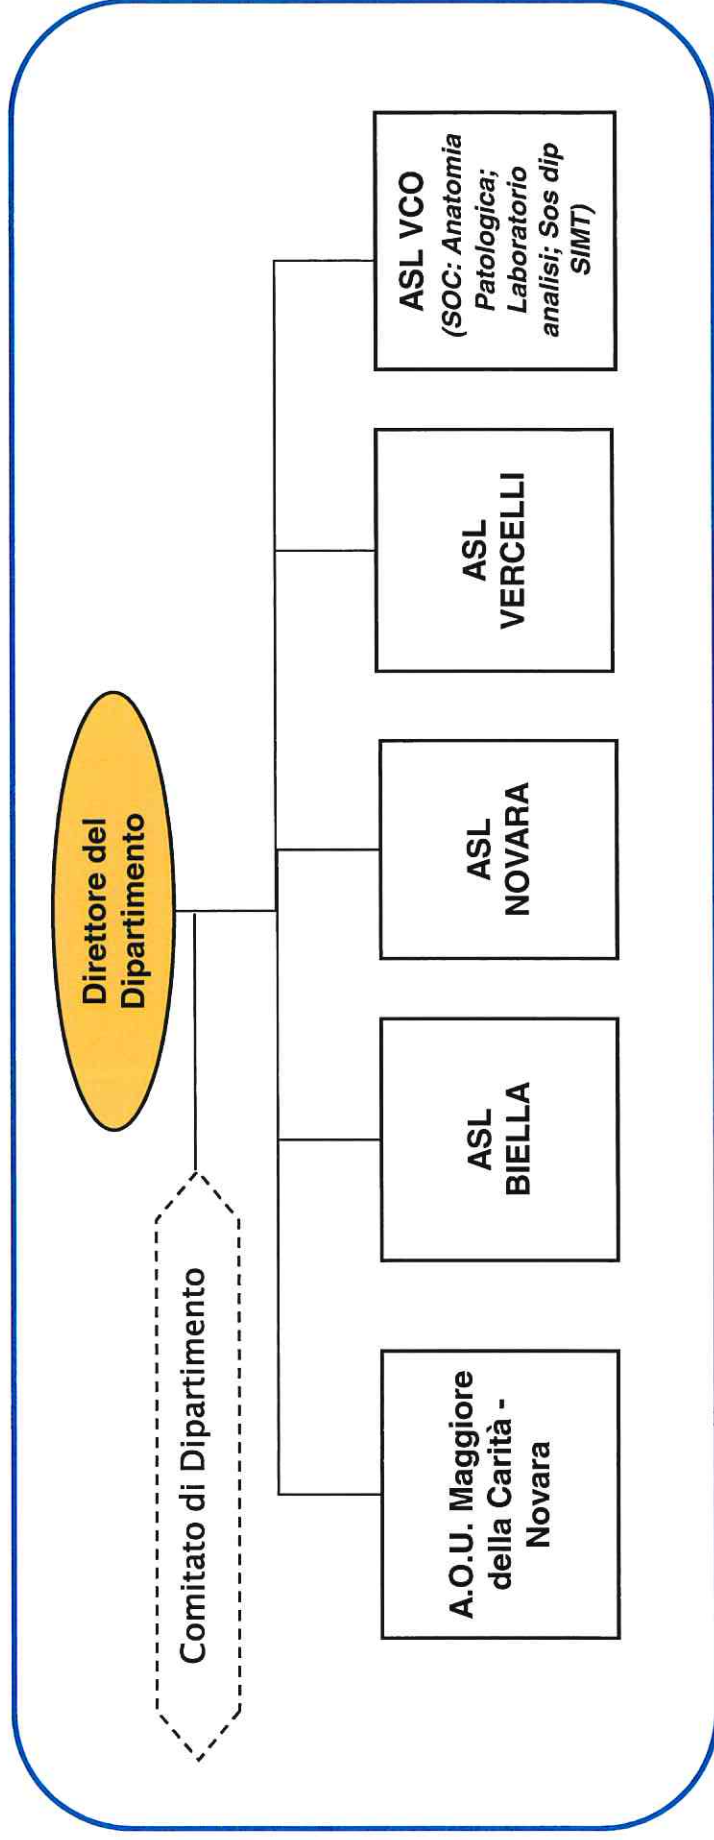 Direttore del
Dipartimento
Comitato di Dipartimento
A.O.U. Maggiore
della Carità -
Novara
ASL
BIELLA
ASL
NOVARA
ASL
VERCELLI
ASL VCO
(SOC: Anatomia
Patologica;
Laboratorio
analisi; Sos dip
SIMT)